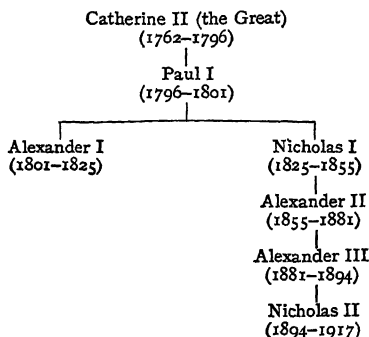 Catherine II (the Great)
(1762–1796)
Paul I
(1796–1801)
Alexander I
(1801–1825)
Nicholas I
(1825–1855)
Alexander II
(1855–1881)
Alexander III
(1881–1894)
Nicholas II
(1894–1917)